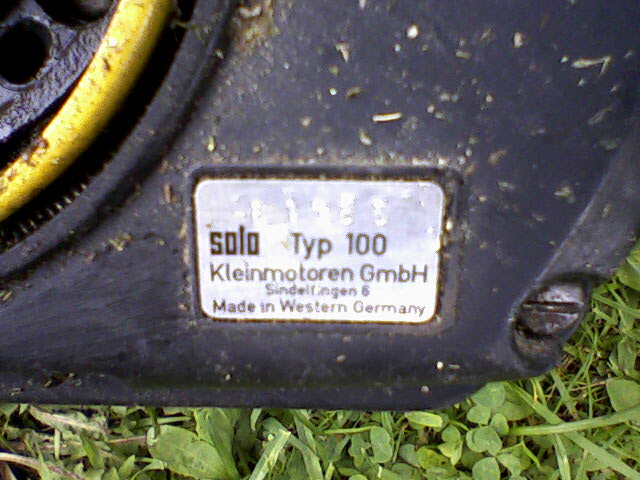 solo Typ 100
Kleinmotoren GmbH
Sindelfingen 6
Made in Western Germany